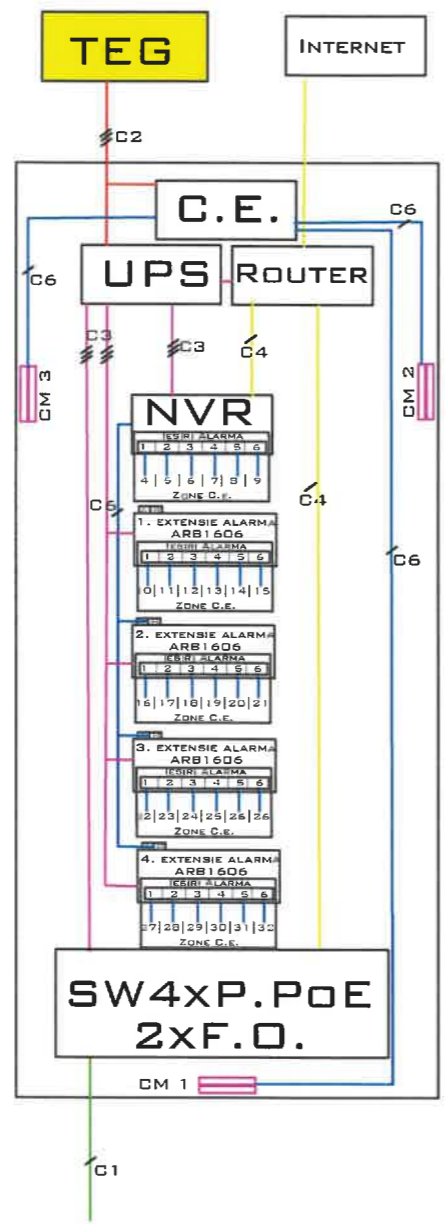 TEG
INTERNET
C2
C.E.
C6
C6
UPS
ROUTER
C3
C3
C4
CM 3
CM 2
NVR
IESIRI ALARMA
1 2 3 4 5 6
4 5 6 7 8 9
ZONE C.E.
C4
C5
1. EXTENSIE ALARMA
ARB1606
IESIRI ALARMA
1 2 3 4 5 6
10 11 12 13 14 15
ZONE C.E.
C6
2. EXTENSIE ALARMA
ARB1606
IESIRI ALARMA
1 2 3 4 5 6
16 17 18 19 20 21
ZONE C.E.
3. EXTENSIE ALARMA
ARB1606
IESIRI ALARMA
1 2 3 4 5 6
22 23 24 25 26 26
ZONE C.E.
4. EXTENSIE ALARMA
ARB1606
IESIRI ALARMA
1 2 3 4 5 6
27 28 29 30 31 32
ZONE C.E.
SW4xP.PoE
2xF.O.
CM 1
C1